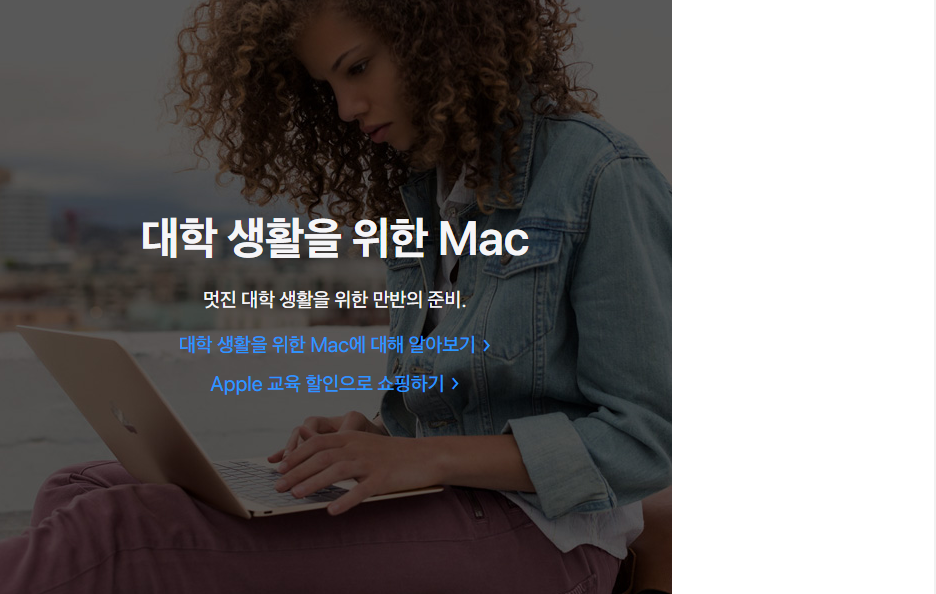 대학 생활을 위한 Mac
멋진 대학 생활을 위한 만반의 준비.
대학 생활을 위한 Mac에 대해 알아보기 >
Apple 교육 할인으로 쇼핑하기 >